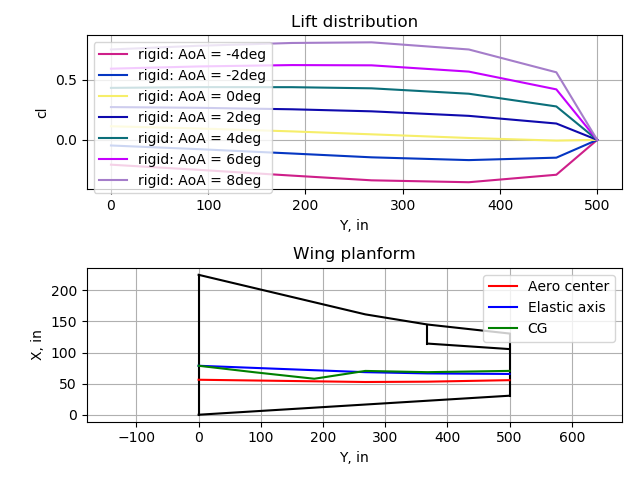 Lift distribution
cl
0.5
0.0
rigid: AoA = -4deg
rigid: AoA = -2deg
rigid: AoA = 0deg
rigid: AoA = 2deg
rigid: AoA = 4deg
rigid: AoA = 6deg
rigid: AoA = 8deg
0 100 200 300 400 500
Y, in
Wing planform
X, in
200
150
100
50
0
Aero center
Elastic axis
CG
−100 0 100 200 300 400 500 600
Y, in